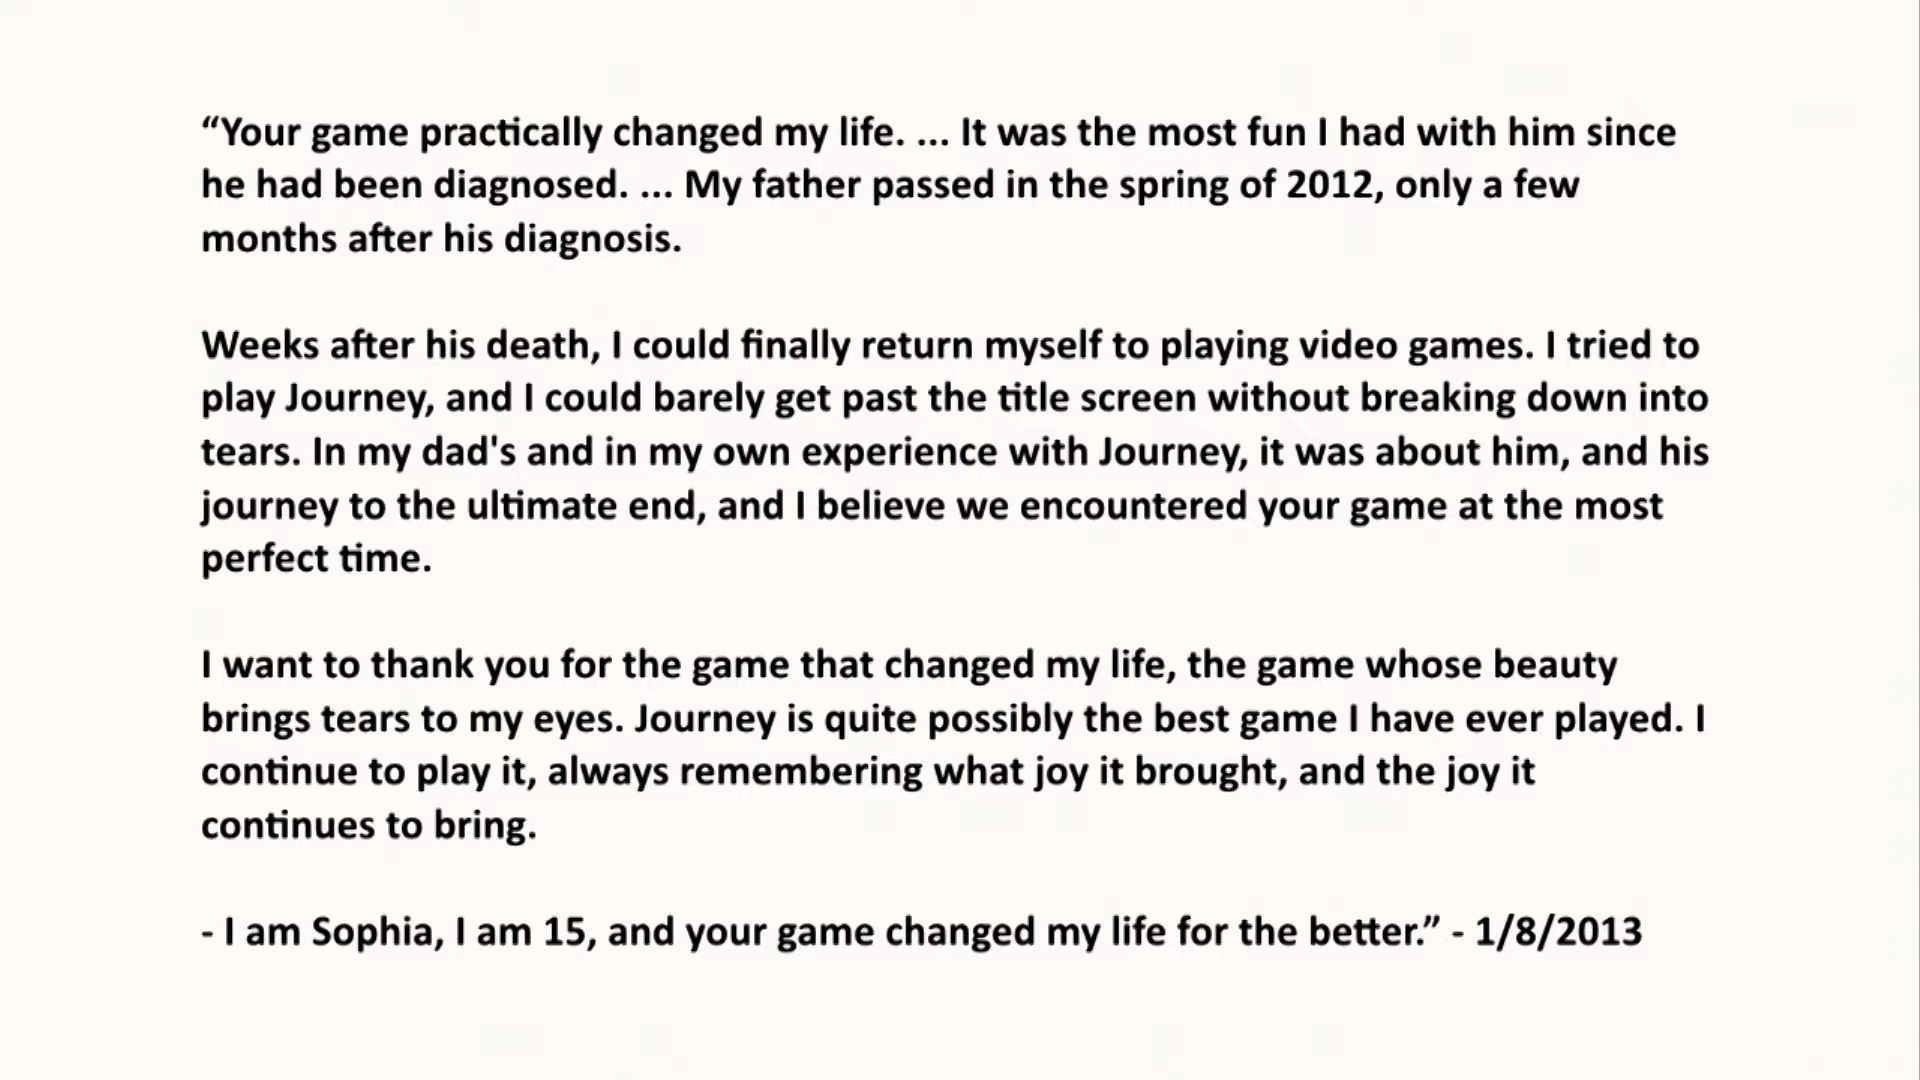 “Your game practically changed my life. ... It was the most fun I had with him since
he had been diagnosed. ... My father passed in the spring of 2012, only a few
months after his diagnosis.
Weeks after his death, I could finally return myself to playing video games. I tried to
play Journey, and I could barely get past the title screen without breaking down into
tears. In my dad's and in my own experience with Journey, it was about him, and his
journey to the ultimate end, and I believe we encountered your game at the most
perfect time.
I want to thank you for the game that changed my life, the game whose beauty
brings tears to my eyes. Journey is quite possibly the best game I have ever played. I
continue to play it, always remembering what joy it brought, and the joy it
continues to bring.
- I am Sophia, I am 15, and your game changed my life for the better.” - 1/8/2013